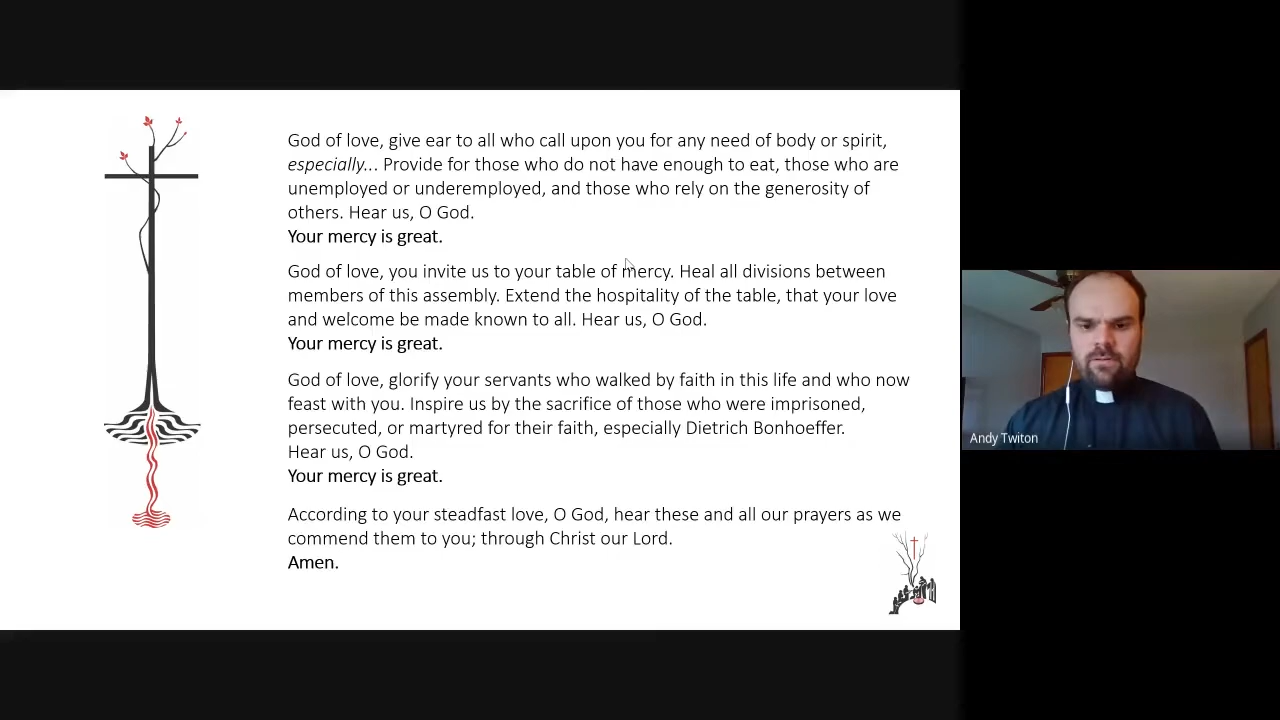 God of love, give ear to all who call upon you for any need of body or spirit,
especially... Provide for those who do not have enough to eat, those who are
unemployed or underemployed, and those who rely on the generosity of
others. Hear us, O God.
Your mercy is great.
God of love, you invite us to your table of mercy. Heal all divisions between
members of this assembly. Extend the hospitality of the table, that your love
and welcome be made known to all. Hear us, O God.
Your mercy is great.
God of love, glorify your servants who walked by faith in this life and who now
feast with you. Inspire us by the sacrifice of those who were imprisoned,
persecuted, or martyred for their faith, especially Dietrich Bonhoeffer.
Hear us, O God.
Your mercy is great.
According to your steadfast love, O God, hear these and all our prayers as we
commend them to you; through Christ our Lord.
Amen.
Andy Twiton